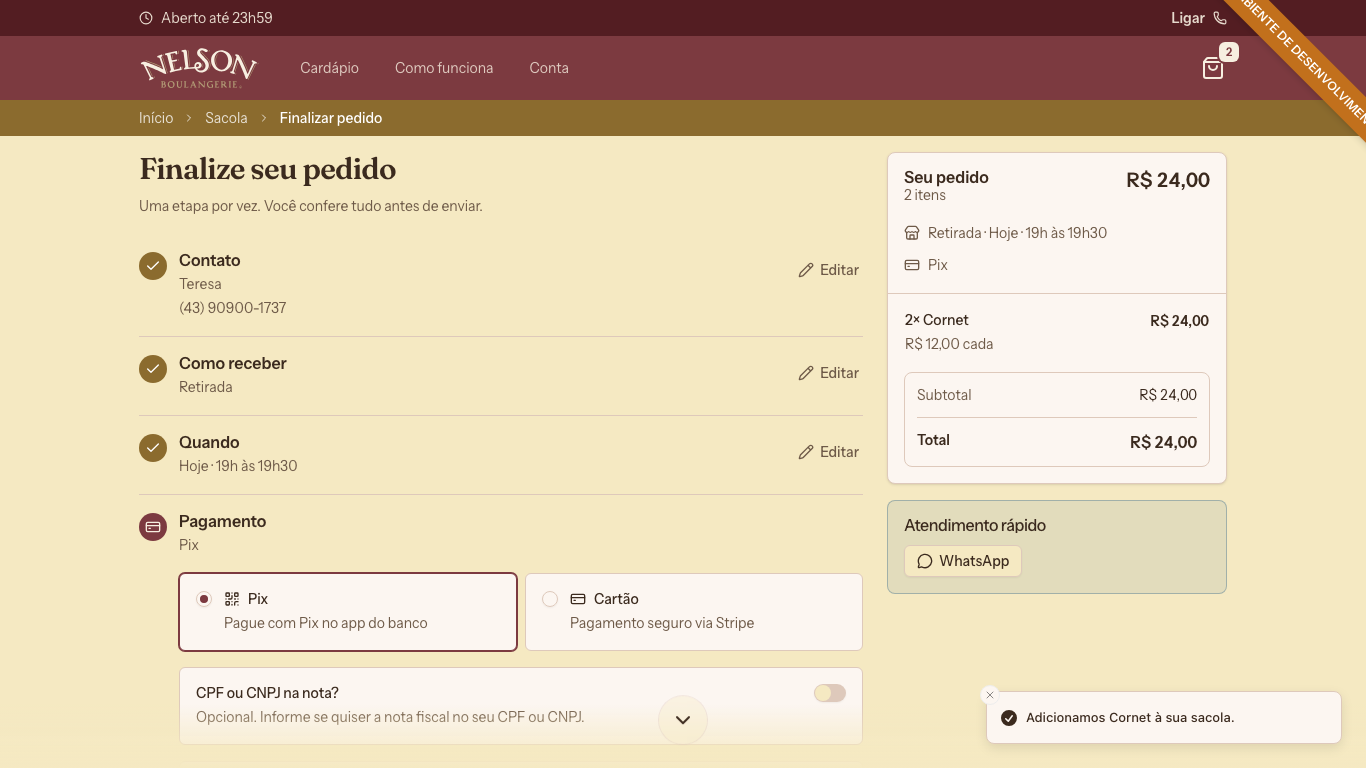 Aberto até 23h59
Ligar
NELSON
BOULANGERIE.
Cardápio
Como funciona
Conta
2
Início
Sacola
Finalizar pedido
Finalize seu pedido
Uma etapa por vez. Você confere tudo antes de enviar.
Contato
Teresa
(43) 90900-1737
Editar
Como receber
Retirada
Editar
Quando
Hoje · 19h às 19h30
Editar
Pagamento
Pix
Pix
Pague com Pix no app do banco
Cartão
Pagamento seguro via Stripe
CPF ou CNPJ na nota?
Opcional. Informe se quiser a nota fiscal no seu CPF ou CNPJ.
Seu pedido
R$ 24,00
2 itens
Retirada · Hoje · 19h às 19h30
Pix
2× Cornet
R$ 24,00
R$ 12,00 cada
Subtotal
R$ 24,00
Total
R$ 24,00
Atendimento rápido
WhatsApp
Adicionamos Cornet à sua sacola.
DE